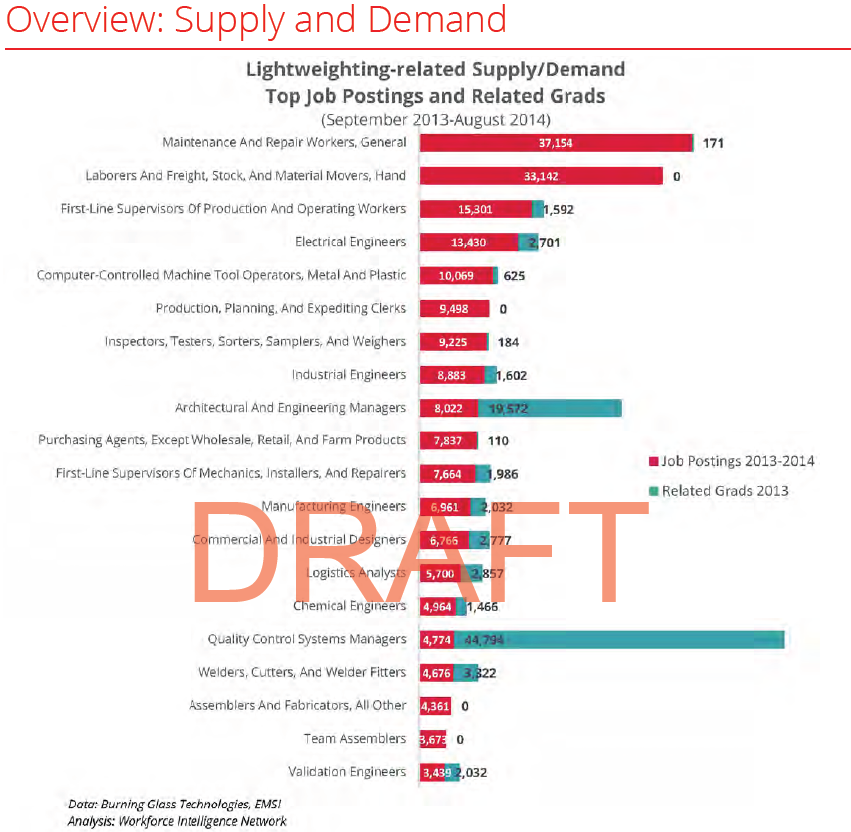 Overview: Supply and Demand
Lightweighting-related Supply/Demand
Top Job Postings and Related Grads
(September 2013-August 2014)
Maintenance And Repair Workers, General 37,154 171
Laborers And Freight, Stock, And Material Movers, Hand 33,142 0
First-Line Supervisors Of Production And Operating Workers 15,301 1,592
Electrical Engineers 13,430 2,701
Computer-Controlled Machine Tool Operators, Metal And Plastic 10,069 625
Production, Planning, And Expediting Clerks 9,498 0
Inspectors, Testers, Sorters, Samplers, And Weighers 9,225 184
Industrial Engineers 8,883 1,602
Architectural And Engineering Managers 8,022 19,572
Purchasing Agents, Except Wholesale, Retail, And Farm Products 7,837 110
First-Line Supervisors Of Mechanics, Installers, And Repairers 7,664 1,986
Manufacturing Engineers 6,961 2,032
Commercial And Industrial Designers 6,766 2,777
Logistics Analysts 5,700 2,857
Chemical Engineers 4,964 1,466
Quality Control Systems Managers 4,774 44,794
Welders, Cutters, And Welder Fitters 4,676 3,322
Assemblers And Fabricators, All Other 4,361 0
Team Assemblers 3,673 0
Validation Engineers 3,439 2,032
Job Postings 2013-2014
Related Grads 2013
DRAFT
Data: Burning Glass Technologies, EMSI
Analysis: Workforce Intelligence Network